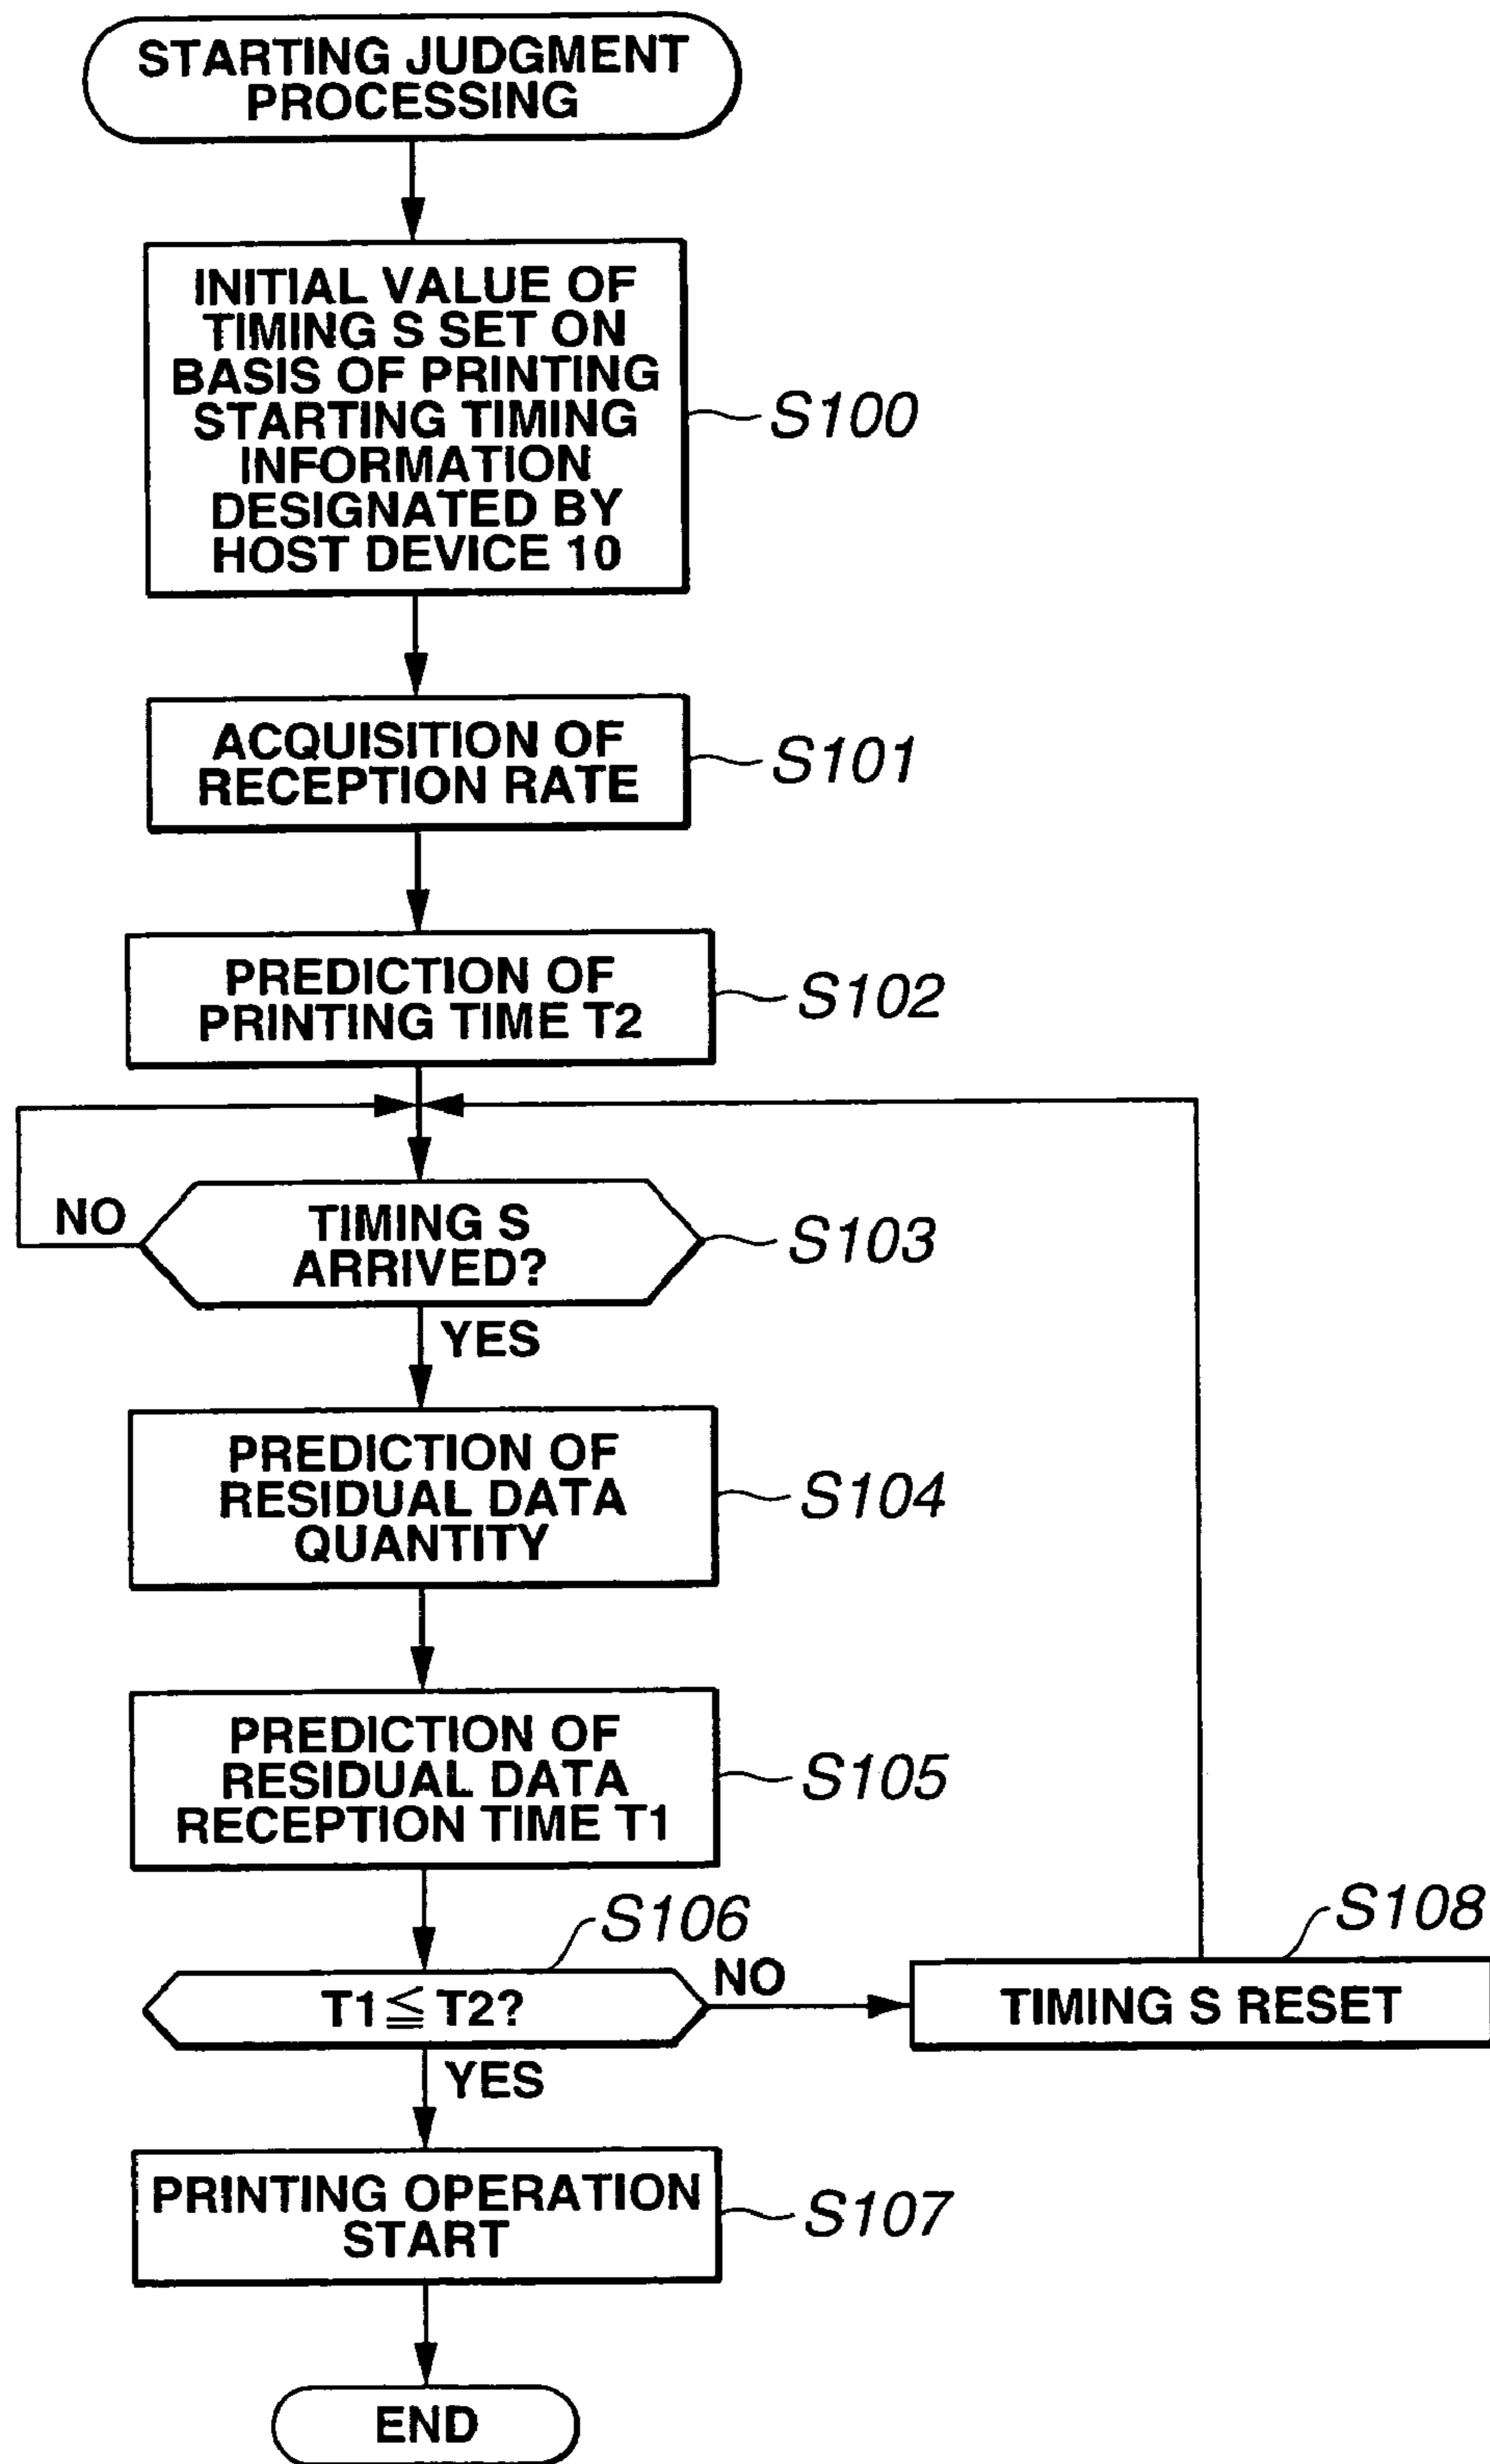 STARTING JUDGMENT
PROCESSING
INITIAL VALUE OF
TIMING S SET ON
BASIS OF PRINTING
STARTING TIMING
INFORMATION
DESIGNATED BY
HOST DEVICE 10
S100
ACQUISITION OF
RECEPTION RATE
S101
PREDICTION OF
PRINTING TIME T2
S102
NO
TIMING S
ARRIVED?
S103
YES
PREDICTION OF
RESIDUAL DATA
QUANTITY
S104
PREDICTION OF
RESIDUAL DATA
RECEPTION TIME T1
S105
S106
T1≦T2?
NO
S108
TIMING S RESET
YES
PRINTING OPERATION
START
S107
END